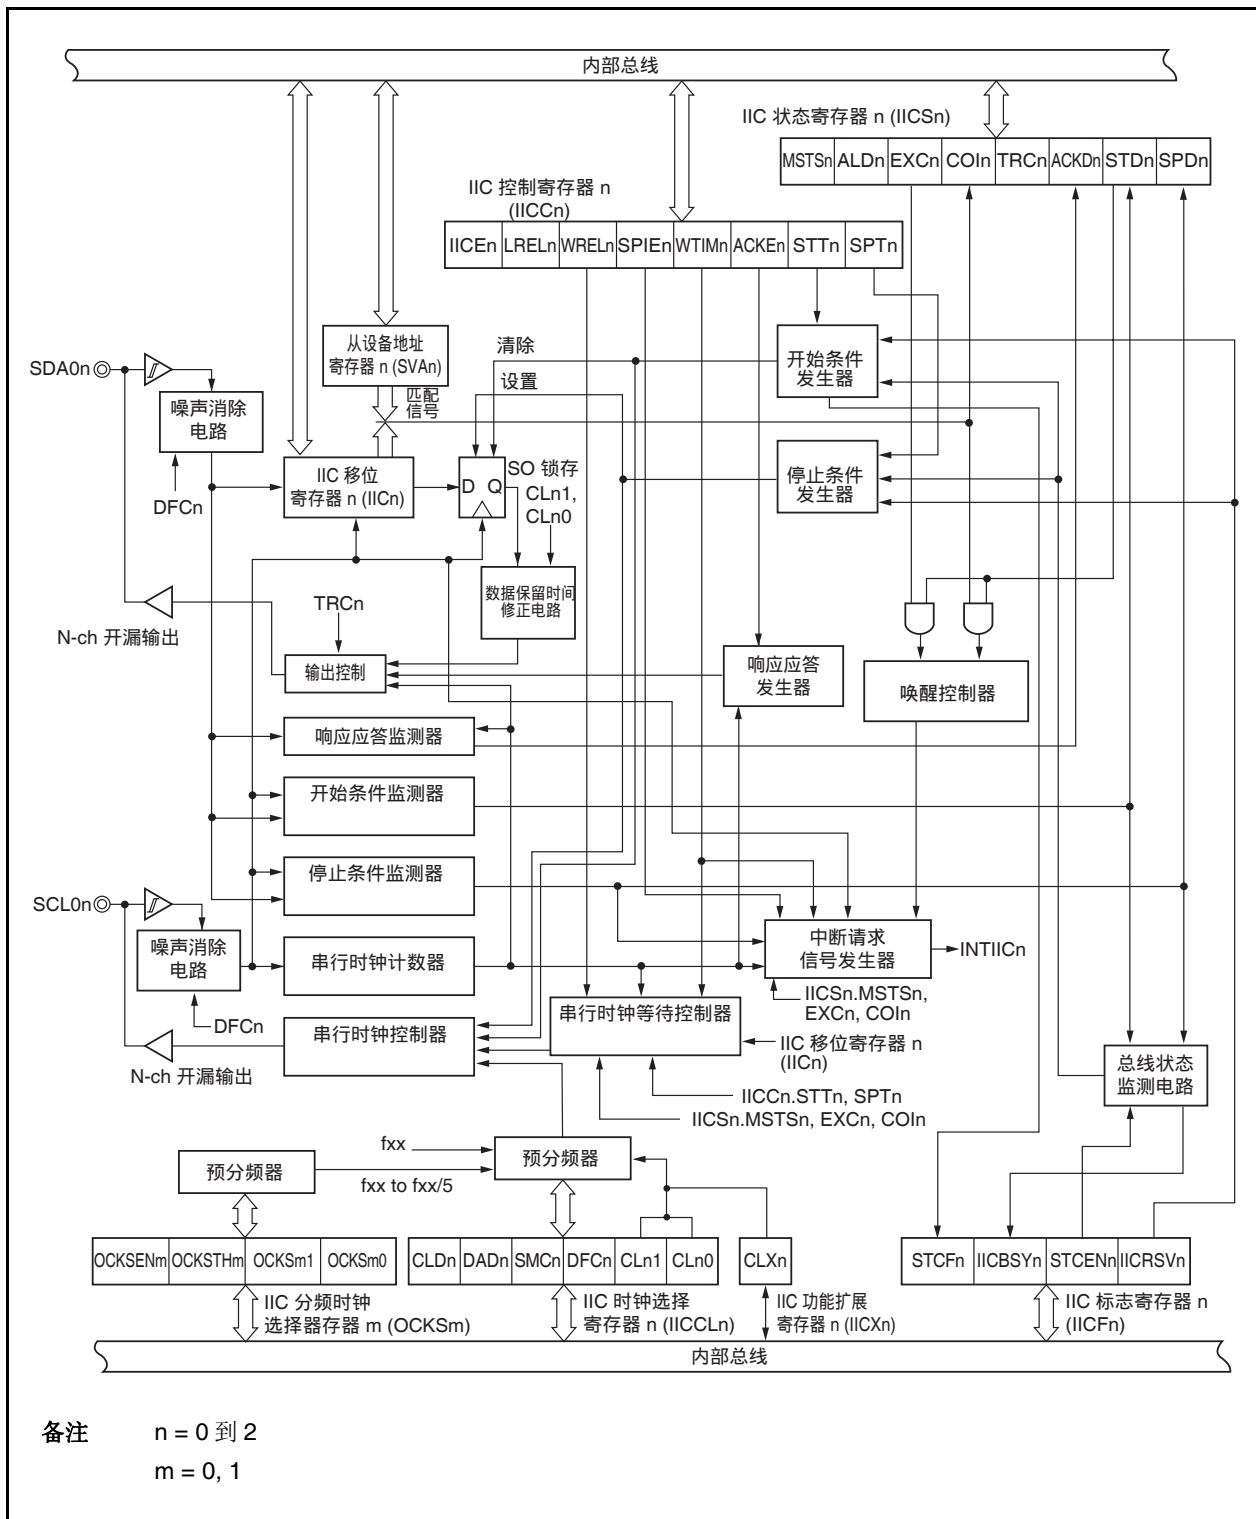 内部总线
IIC 状态寄存器 n (IICSn)
MSTSn ALDn EXCn COIn TRCn ACKDn STDn SPDn
IIC 控制寄存器 n
(IICCn)
IICEn LRELn WRELn SPIEn WTIMn ACKEn STTn SPTn
SDA0n
从设备地址
寄存器 n (SVAn)
清除
设置
开始条件
发生器
噪声消除
电路
匹配
信号
DFCn
IIC 移位
寄存器 n (IICn)
D Q
SO 锁存
CLn1,
CLn0
停止条件
发生器
TRCn
数据保留时间
修正电路
N-ch 开漏输出
输出控制
响应应答
发生器
唤醒控制器
响应应答监测器
开始条件监测器
停止条件监测器
SCL0n
噪声消除
电路
串行时钟计数器
中断请求
信号发生器
INTIICn
DFCn
IICSn.MSTSn,
EXCn, COIn
串行时钟控制器
串行时钟等待控制器
N-ch 开漏输出
IIC 移位寄存器 n
(IICn)
总线状态
监测电路
IICCn.STTn, SPTn
IICSn.MSTSn, EXCn, COIn
fxx
预分频器
预分频器
fxx to fxx/5
OCKSENm OCKSTHm OCKSm1 OCKSm0
CLDn DADn SMCn DFCn CLn1 CLn0
CLXn
STCFn IICBSYn STCENn IICRSVn
IIC 分频时钟
选择器存器 m (OCKSm)
IIC 时钟选择
寄存器 n (IICCLn)
IIC 功能扩展
寄存器 n (IICXn)
IIC 标志寄存器 n
(IICFn)
内部总线
备注 n = 0 到 2
m = 0, 1